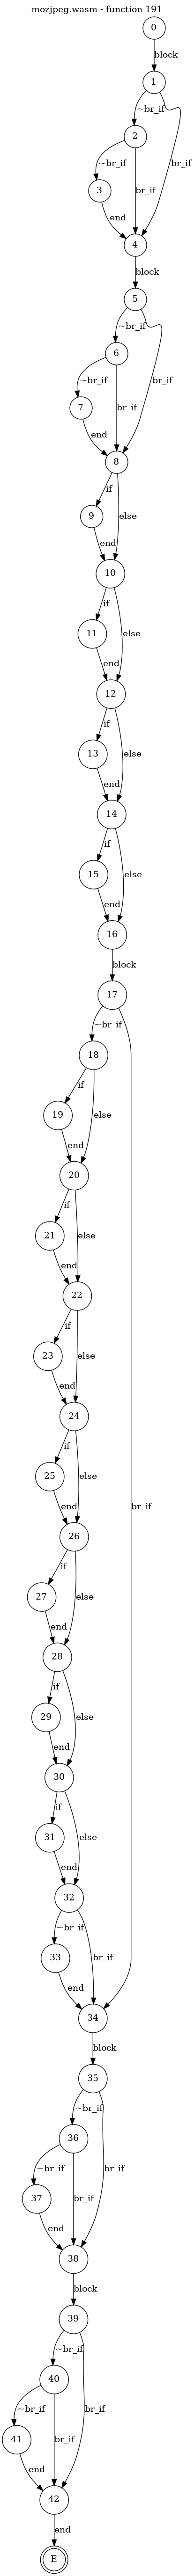 mozjpeg.wasm - function 191
0
block
1
~br_if
2
br_if
~br_if
br_if
3
end
4
block
5
~br_if
6
br_if
~br_if
br_if
7
end
8
if
9
else
end
10
if
11
else
end
12
if
13
else
end
14
if
15
else
end
16
block
17
~br_if
18
if
19
else
end
20
if
21
else
end
22
if
23
else
end
24
if
25
else
end
26
br_if
if
27
else
end
28
if
29
else
end
30
if
31
else
end
32
~br_if
33
br_if
end
34
block
35
~br_if
36
br_if
~br_if
37
br_if
end
38
block
39
~br_if
40
br_if
~br_if
41
br_if
end
42
end
E